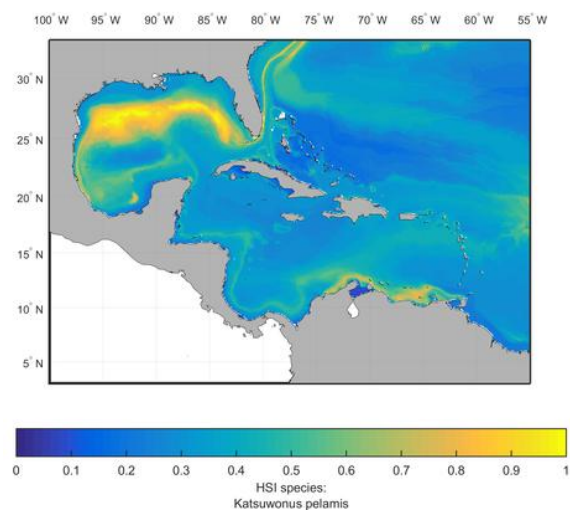 100° W 95° W 90° W 85° W 80° W 75° W 70° W 65° W 60° W 55° W
30° N
25° N
20° N
15° N
10° N
5° N
0 0.1 0.2 0.3 0.4 0.5 0.6 0.7 0.8 0.9 1
HSI species:
Katsuwonus pelamis